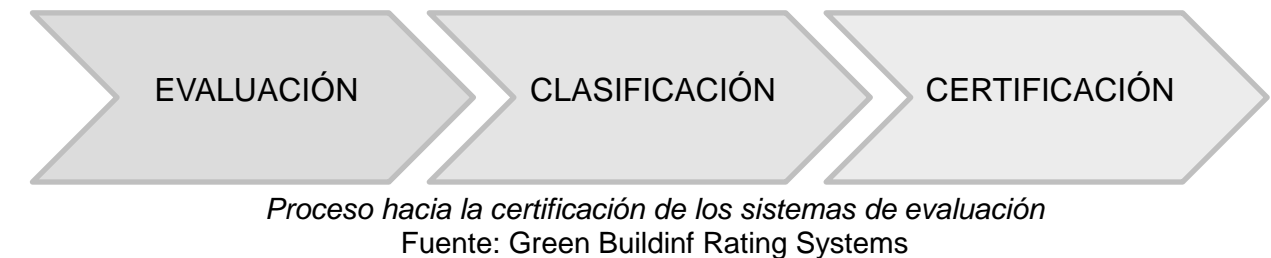 EVALUACIÓN CLASIFICACIÓN CERTIFICACIÓN
Proceso hacia la certificación de los sistemas de evaluación
Fuente: Green Buildinf Rating Systems